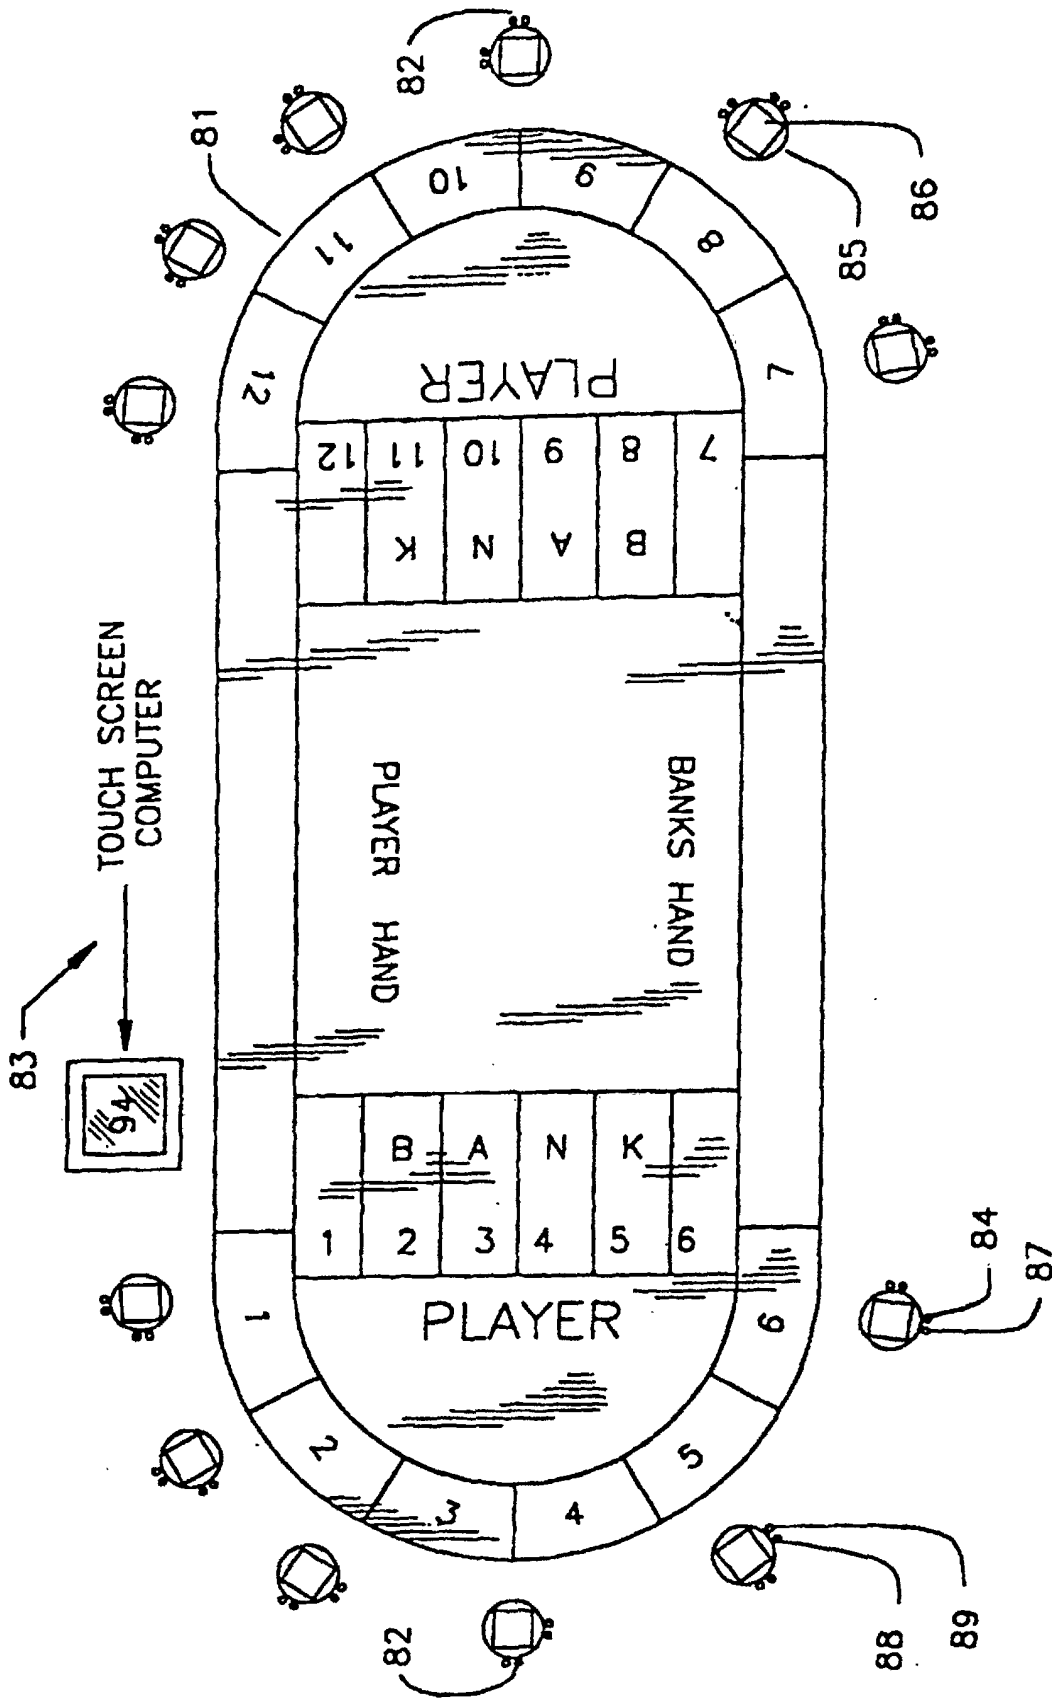 82
81
10
9
11
8
86
85
12
7
PLAYER
12 11 10 9 8 7
K N A B
TOUCH SCREEN
COMPUTER
83
94
PLAYER HAND
BANKS HAND
B A N K
1 2 3 4 5 6
PLAYER
1
6
84
87
2
5
3
4
82
88
89